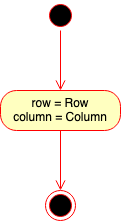 row = Row
column = Column